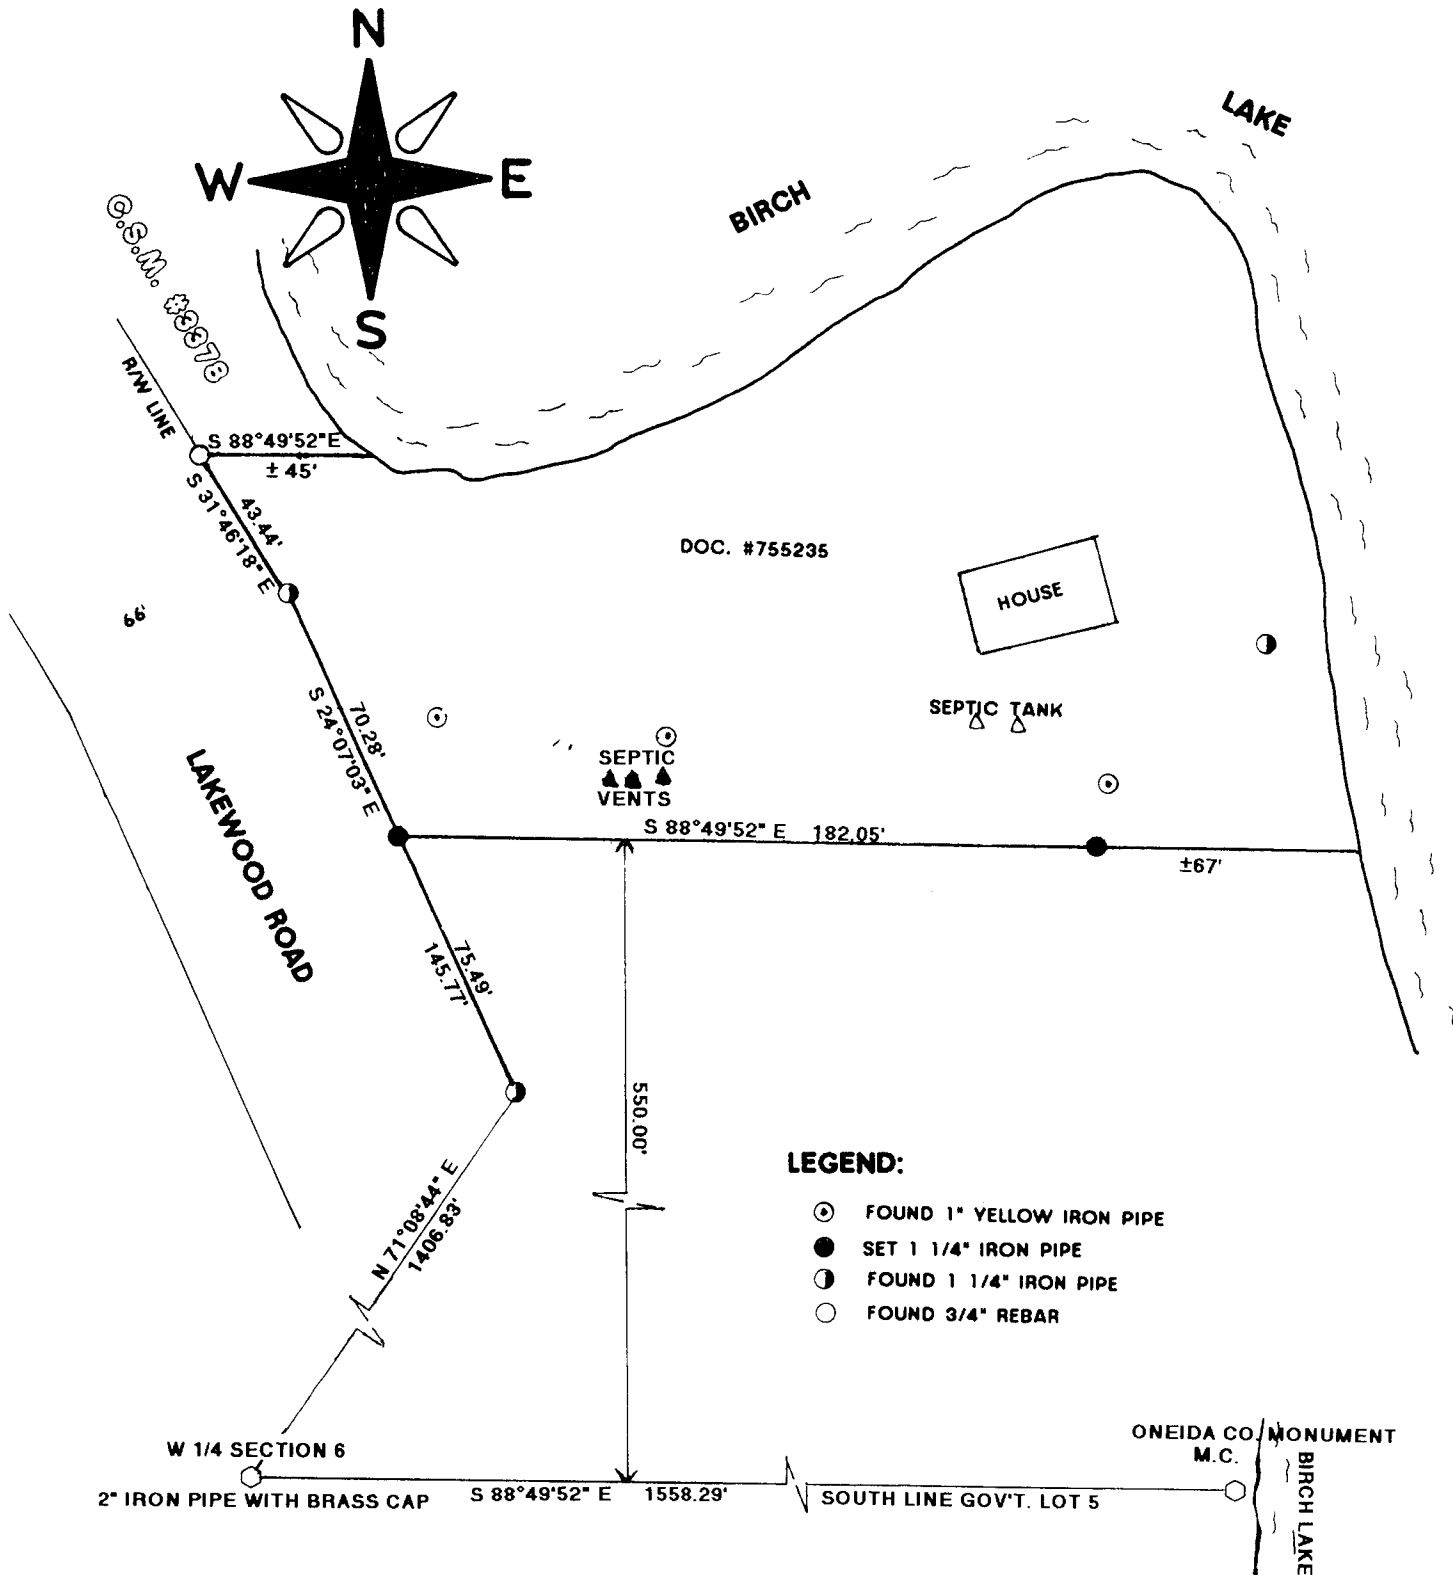 N
W E
S
C.S.M. #3378
R/W LINE
BIRCH
LAKE
S 88°49'52" E
± 45'
43.44'
S 31°46'18" E
DOC. #755235
HOUSE
66'
70.28'
S 24°07'03" E
SEPTIC TANK
SEPTIC
VENTS
LAKEWOOD ROAD
S 88°49'52" E 182.05'
±67'
75.49'
145.77'
550.00'
N 71°08'44" E
1406.83'
LEGEND:
FOUND 1" YELLOW IRON PIPE
SET 1 1/4" IRON PIPE
FOUND 1 1/4" IRON PIPE
FOUND 3/4" REBAR
W 1/4 SECTION 6
2" IRON PIPE WITH BRASS CAP
S 88°49'52" E 1558.29'
SOUTH LINE GOV'T. LOT 5
ONEIDA CO. MONUMENT
M.C.
BIRCH LAKE